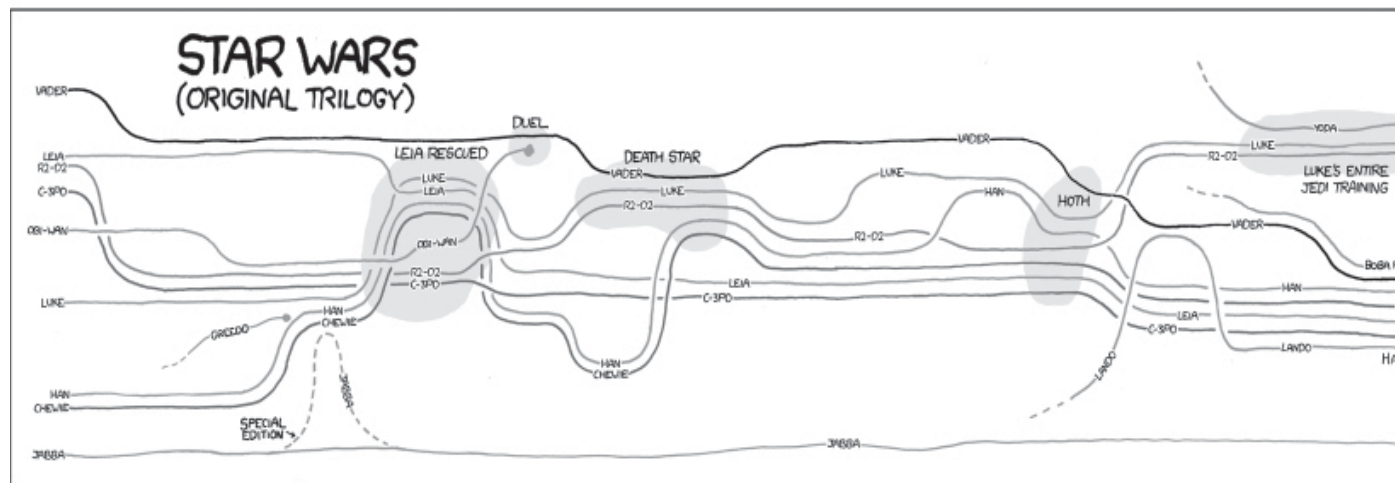 STAR WARS
(ORIGINAL TRILOGY)
VADER
LEIA
R2-D2
C-3PO
OBI-WAN
LUKE
GREEDO
HAN
CHEWIE
JABBA
HAN
CHEWIE
JABBA
SPECIAL
EDITION
LEIA RESCUED
LUKE
LEIA
OBI-WAN
R2-D2
C-3PO
DUEL
DEATH STAR
VADER
LUKE
R2-D2
HAN
CHEWIE
LEIA
C-3PO
JABBA
LUKE
R2-D2
VADER
HAN
HOTH
LANDO
YODA
LUKE
R2-D2
LUKE'S ENTIRE
JEDI TRAINING
VADER
BOBA
HAN
LEIA
C-3PO
LANDO
HA